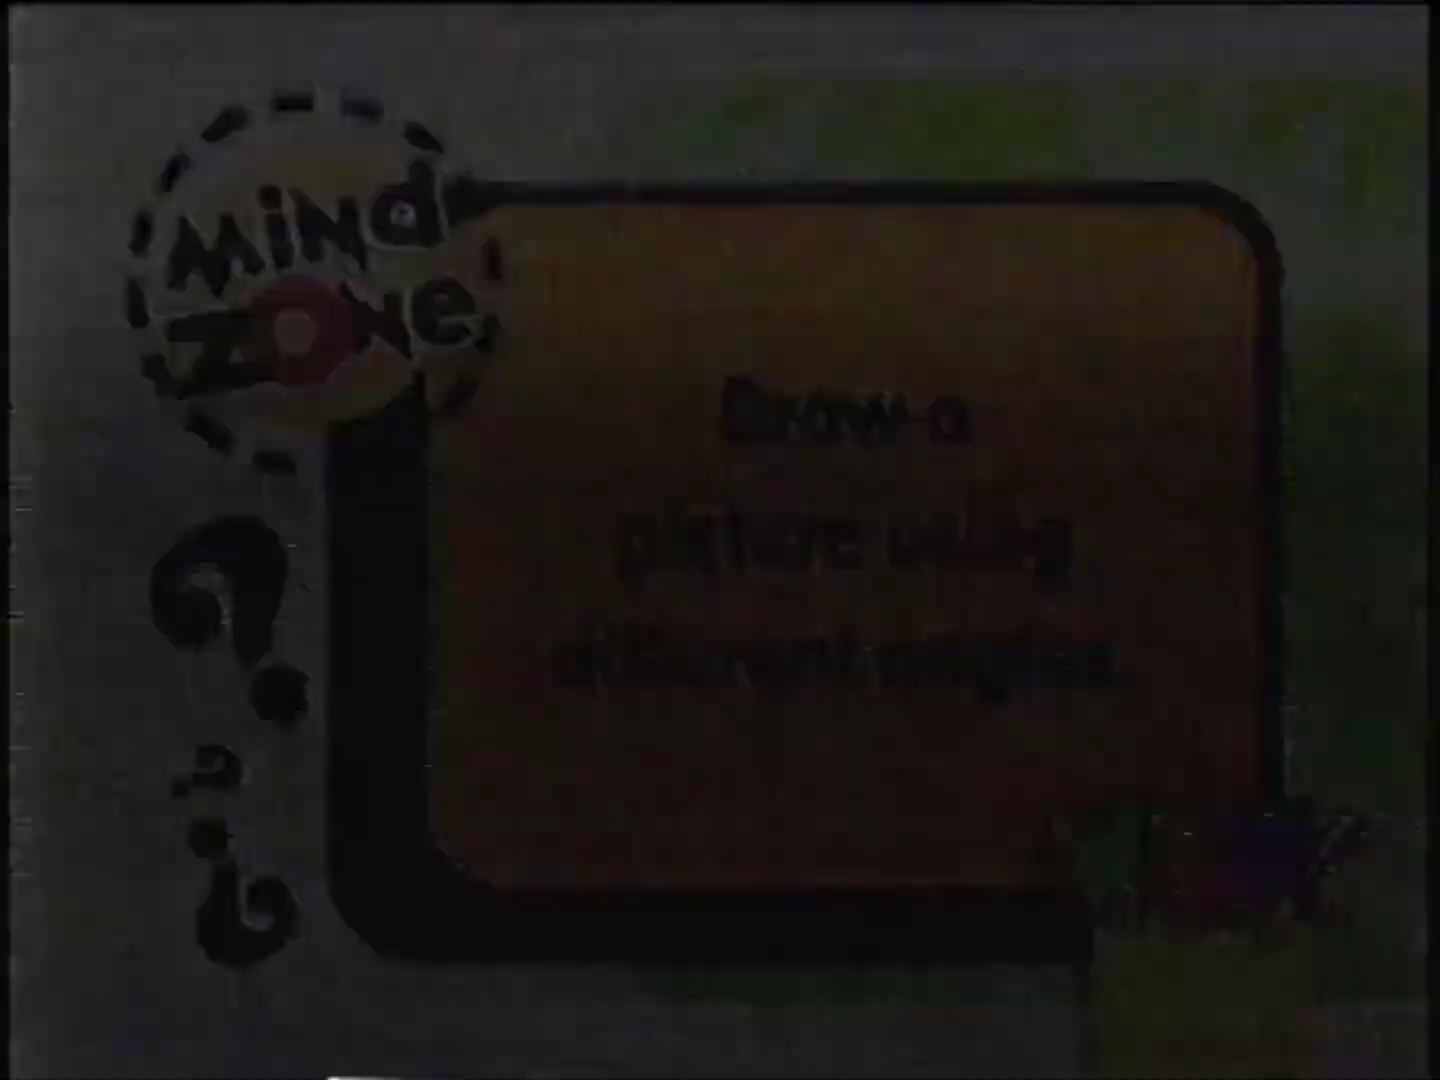 Mind
Zone!
Draw a
picture using
different angles.